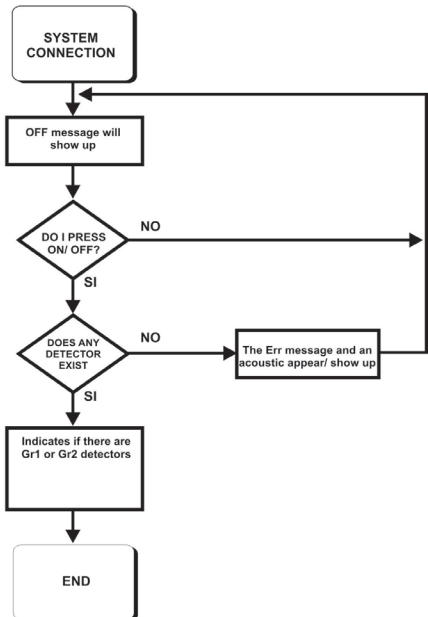 SYSTEM
CONNECTION
OFF message will
show up
DO I PRESS
ON/ OFF?
NO
SI
DOES ANY
DETECTOR
EXIST
NO
The Err message and an
acoustic appear/ show up
SI
Indicates if there are
Gr1 or Gr2 detectors
END